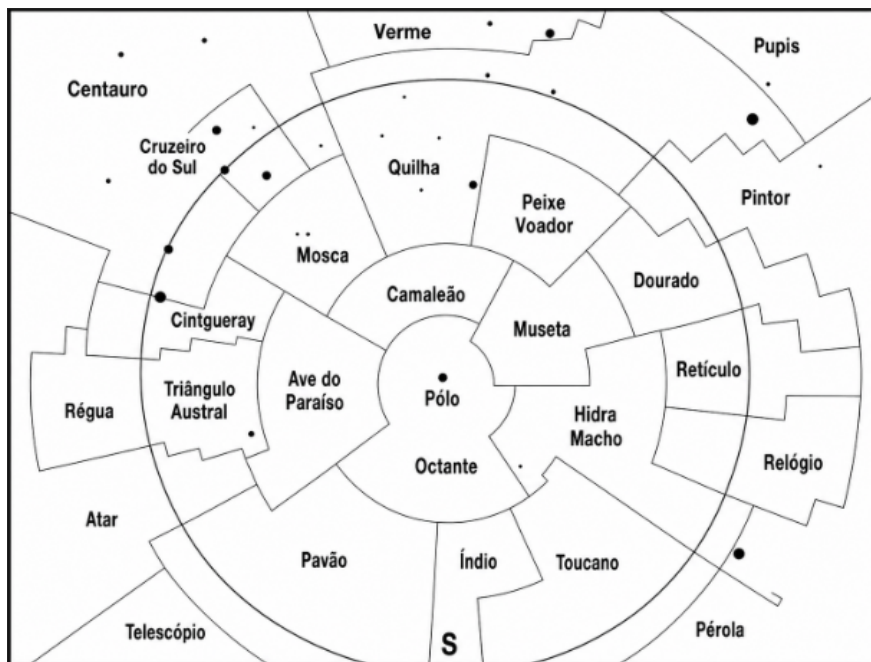 Verme
Pupis
Centauro
Cruzeiro
do Sul
Quilha
Peixe
Voador
Pintor
Mosca
Dourado
Camaleão
Museta
Cintgueray
Retículo
Triângulo
Austral
Ave do
Paraíso
Pólo
Régua
Hidra
Macho
Octante
Relógio
Atar
Pavão
Índio
Toucano
Telescópio
S
Pérola